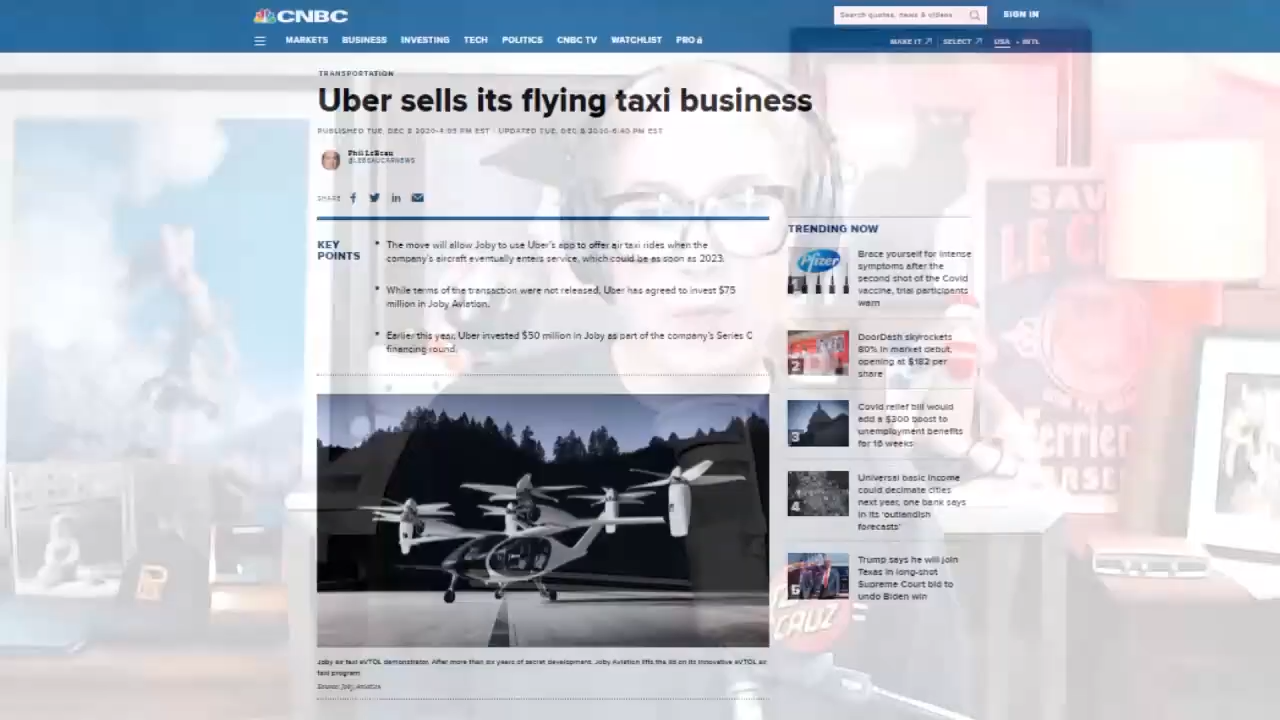 CNBC
Search quotes, news & videos
SIGN IN
MARKETS BUSINESS INVESTING TECH POLITICS CNBC TV WATCHLIST PRO
MAKE IT SELECT USA • INTL
TRANSPORTATION
Uber sells its flying taxi business
PUBLISHED TUE, DEC 8 2020 4:55 PM EST UPDATED TUE, DEC 8 2020 6:40 PM EST
Phil LeBeau
@LEBEAUCARNEWS
SHARE
KEY
POINTS
The move will allow Joby to use Uber's app to offer air taxi rides when the
company's aircraft eventually enters service, which could be as soon as 2023.
While terms of the transaction were not released, Uber has agreed to invest $75
million in Joby Aviation.
Earlier this year, Uber invested $50 million in Joby as part of the company's Series C
financing round.
Joby air taxi eVTOL demonstrator. After more than six years of secret development, Joby Aviation lifts the lid on its innovative eVTOL air
taxi program
Source: Joby Aviation
TRENDING NOW
Pfizer
1
Brace yourself for intense
symptoms after the
second shot of the Covid
vaccine, trial participants
warn
2
DoorDash skyrockets
80% in market debut,
opening at $182 per
share
3
Covid relief bill would
add a $300 boost to
unemployment benefits
for 16 weeks
4
Universal basic income
could decimate cities
next year, one bank says
in its 'outlandish
forecasts'
5
Trump says he will join
Texas in long-shot
Supreme Court bid to
undo Biden win
SAV
CRUZ